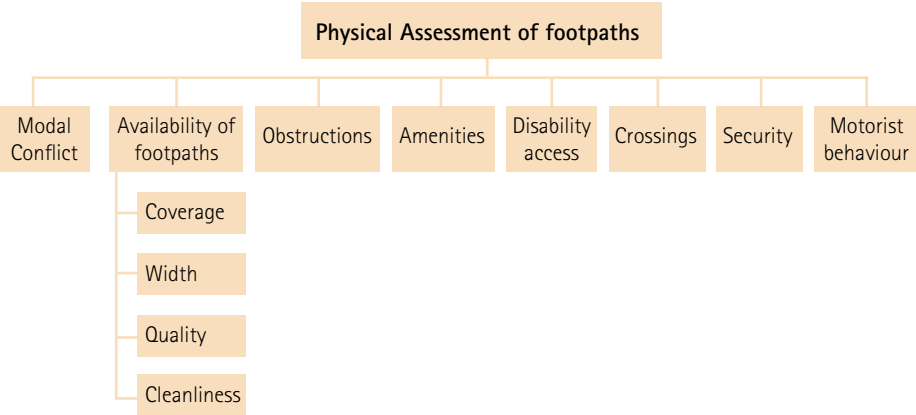 Physical Assessment of footpaths
Modal
Conflict
Availability of
footpaths
Obstructions
Amenities
Disability
access
Crossings
Security
Motorist
behaviour
Coverage
Width
Quality
Cleanliness